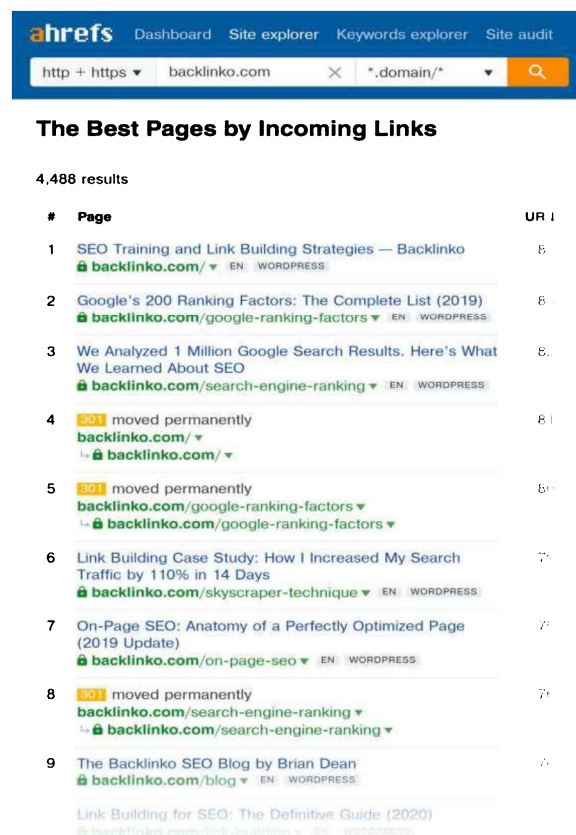 ahrefs Dashboard Site explorer Keywords explorer Site audit
http + https ▼ backlinko.com × *.domain/* ▼
The Best Pages by Incoming Links
4,488 results
# Page UR ↓
1 SEO Training and Link Building Strategies — Backlinko
backlinko.com/ ▼ EN WORDPRESS
2 Google's 200 Ranking Factors: The Complete List (2019)
backlinko.com/google-ranking-factors ▼ EN WORDPRESS
3 We Analyzed 1 Million Google Search Results. Here's What
We Learned About SEO
backlinko.com/search-engine-ranking ▼ EN WORDPRESS
4 301 moved permanently
backlinko.com/ ▼
backlinko.com/ ▼
5 301 moved permanently
backlinko.com/google-ranking-factors ▼
backlinko.com/google-ranking-factors ▼
6 Link Building Case Study: How I Increased My Search
Traffic by 110% in 14 Days
backlinko.com/skyscraper-technique ▼ EN WORDPRESS
7 On-Page SEO: Anatomy of a Perfectly Optimized Page
(2019 Update)
backlinko.com/on-page-seo ▼ EN WORDPRESS
8 301 moved permanently
backlinko.com/search-engine-ranking ▼
backlinko.com/search-engine-ranking ▼
9 The Backlinko SEO Blog by Brian Dean
backlinko.com/blog ▼ EN WORDPRESS
Link Building for SEO: The Definitive Guide (2020)
backlinko.com/link-building ▼ EN WORDPRESS